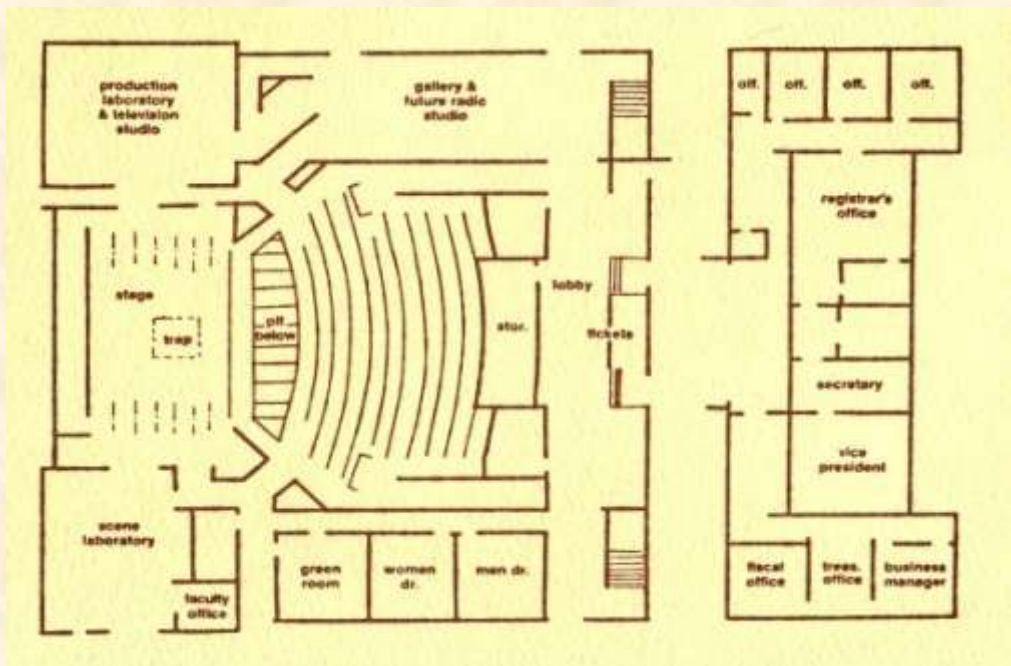 production
laboratory
& television
studio
gallery &
future radio
studio
off.
off.
off.
off.
registrar's
office
stage
trap
pit
below
stor.
lobby
tickets
secretary
vice
president
scene
laboratory
faculty
office
green
room
women
dr.
men dr.
fiscal
office
tres.
office
business
manager